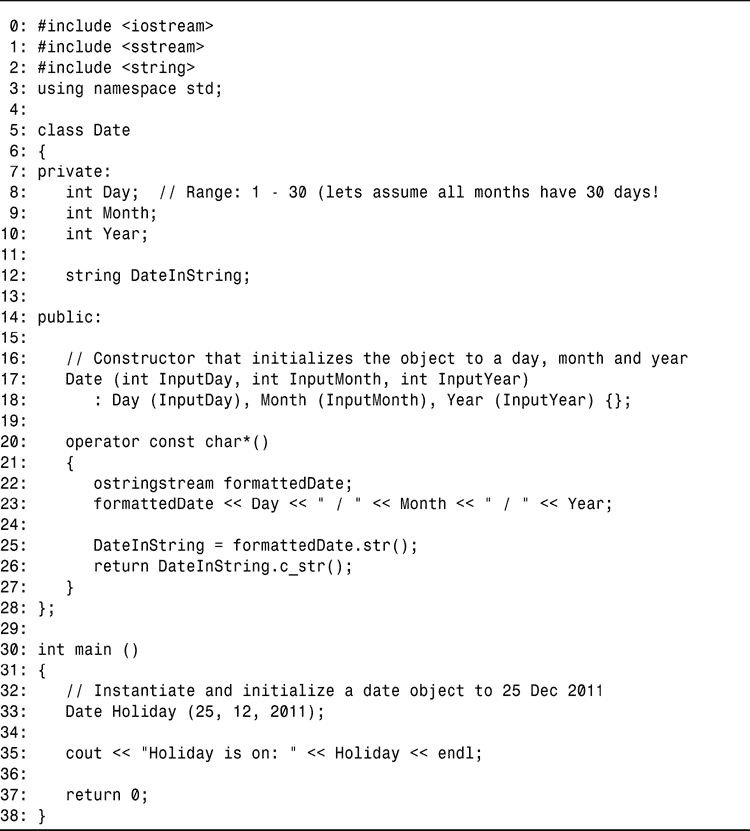 0: #include <iostream>
1: #include <sstream>
2: #include <string>
3: using namespace std;
4:
5: class Date
6: {
7: private:
8:    int Day;  // Range: 1 - 30 (lets assume all months have 30 days!
9:    int Month;
10:    int Year;
11:
12:    string DateInString;
13:
14: public:
15:
16:    // Constructor that initializes the object to a day, month and year
17:    Date (int InputDay, int InputMonth, int InputYear)
18:       : Day (InputDay), Month (InputMonth), Year (InputYear) {};
19:
20:    operator const char*()
21:    {
22:       ostringstream formattedDate;
23:       formattedDate << Day << " / " << Month << " / " << Year;
24:
25:       DateInString = formattedDate.str();
26:       return DateInString.c_str();
27:    }
28: };
29:
30: int main ()
31: {
32:    // Instantiate and initialize a date object to 25 Dec 2011
33:    Date Holiday (25, 12, 2011);
34:
35:    cout << "Holiday is on: " << Holiday << endl;
36:
37:    return 0;
38: }